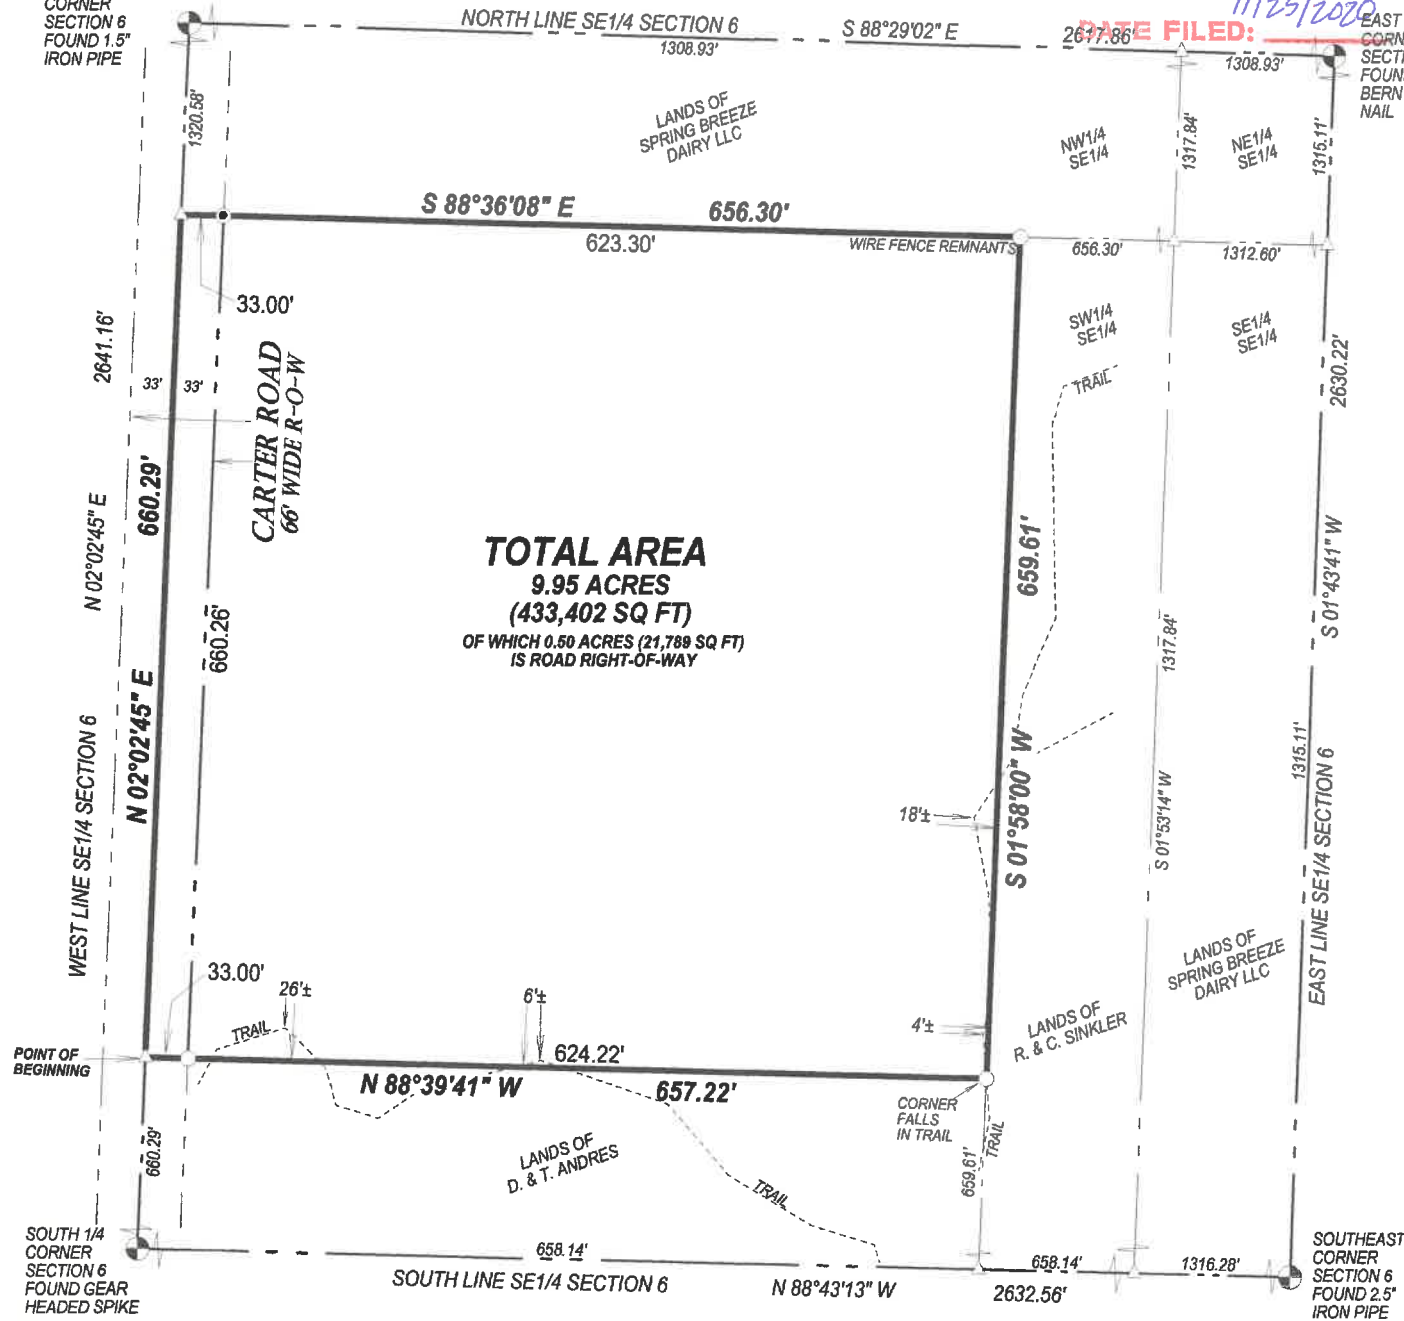 CORNER
SECTION 6
FOUND 1.5"
IRON PIPE
NORTH LINE SE1/4 SECTION 6
S 88°29'02" E
2617.86'
1308.93'
1308.93'
11/25/2020
DATE FILED:
EAST
CORN
SECTI
FOUN
BERN
NAIL
1320.58'
LANDS OF
SPRING BREEZE
DAIRY LLC
NW1/4
SE1/4
1317.84'
NE1/4
SE1/4
1315.11'
S 88°36'08" E
656.30'
623.30'
WIRE FENCE REMNANTS
656.30'
1312.60'
33.00'
2641.16'
33'
33'
CARTER ROAD
66' WIDE R-O-W
SW1/4
SE1/4
SE1/4
SE1/4
TRAIL
2630.22'
660.29'
N 02°02'45" E
TOTAL AREA
9.95 ACRES
(433,402 SQ FT)
OF WHICH 0.50 ACRES (21,789 SQ FT)
IS ROAD RIGHT-OF-WAY
659.61'
S 01°43'41" W
660.26'
1317.84'
N 02°02'45" E
WEST LINE SE1/4 SECTION 6
S 01°58'00" W
18'±
S 01°53'14" W
1315.11'
EAST LINE SE1/4 SECTION 6
33.00'
26'±
6'±
4'±
LANDS OF
SPRING BREEZE
DAIRY LLC
LANDS OF
R. & C. SINKLER
POINT OF
BEGINNING
TRAIL
624.22'
N 88°39'41" W
657.22'
CORNER
FALLS
IN TRAIL
TRAIL
660.29'
LANDS OF
D. & T. ANDRES
TRAIL
659.61'
SOUTH 1/4
CORNER
SECTION 6
FOUND GEAR
HEADED SPIKE
658.14'
SOUTH LINE SE1/4 SECTION 6
N 88°43'13" W
658.14'
2632.56'
1316.28'
SOUTHEAST
CORNER
SECTION 6
FOUND 2.5"
IRON PIPE